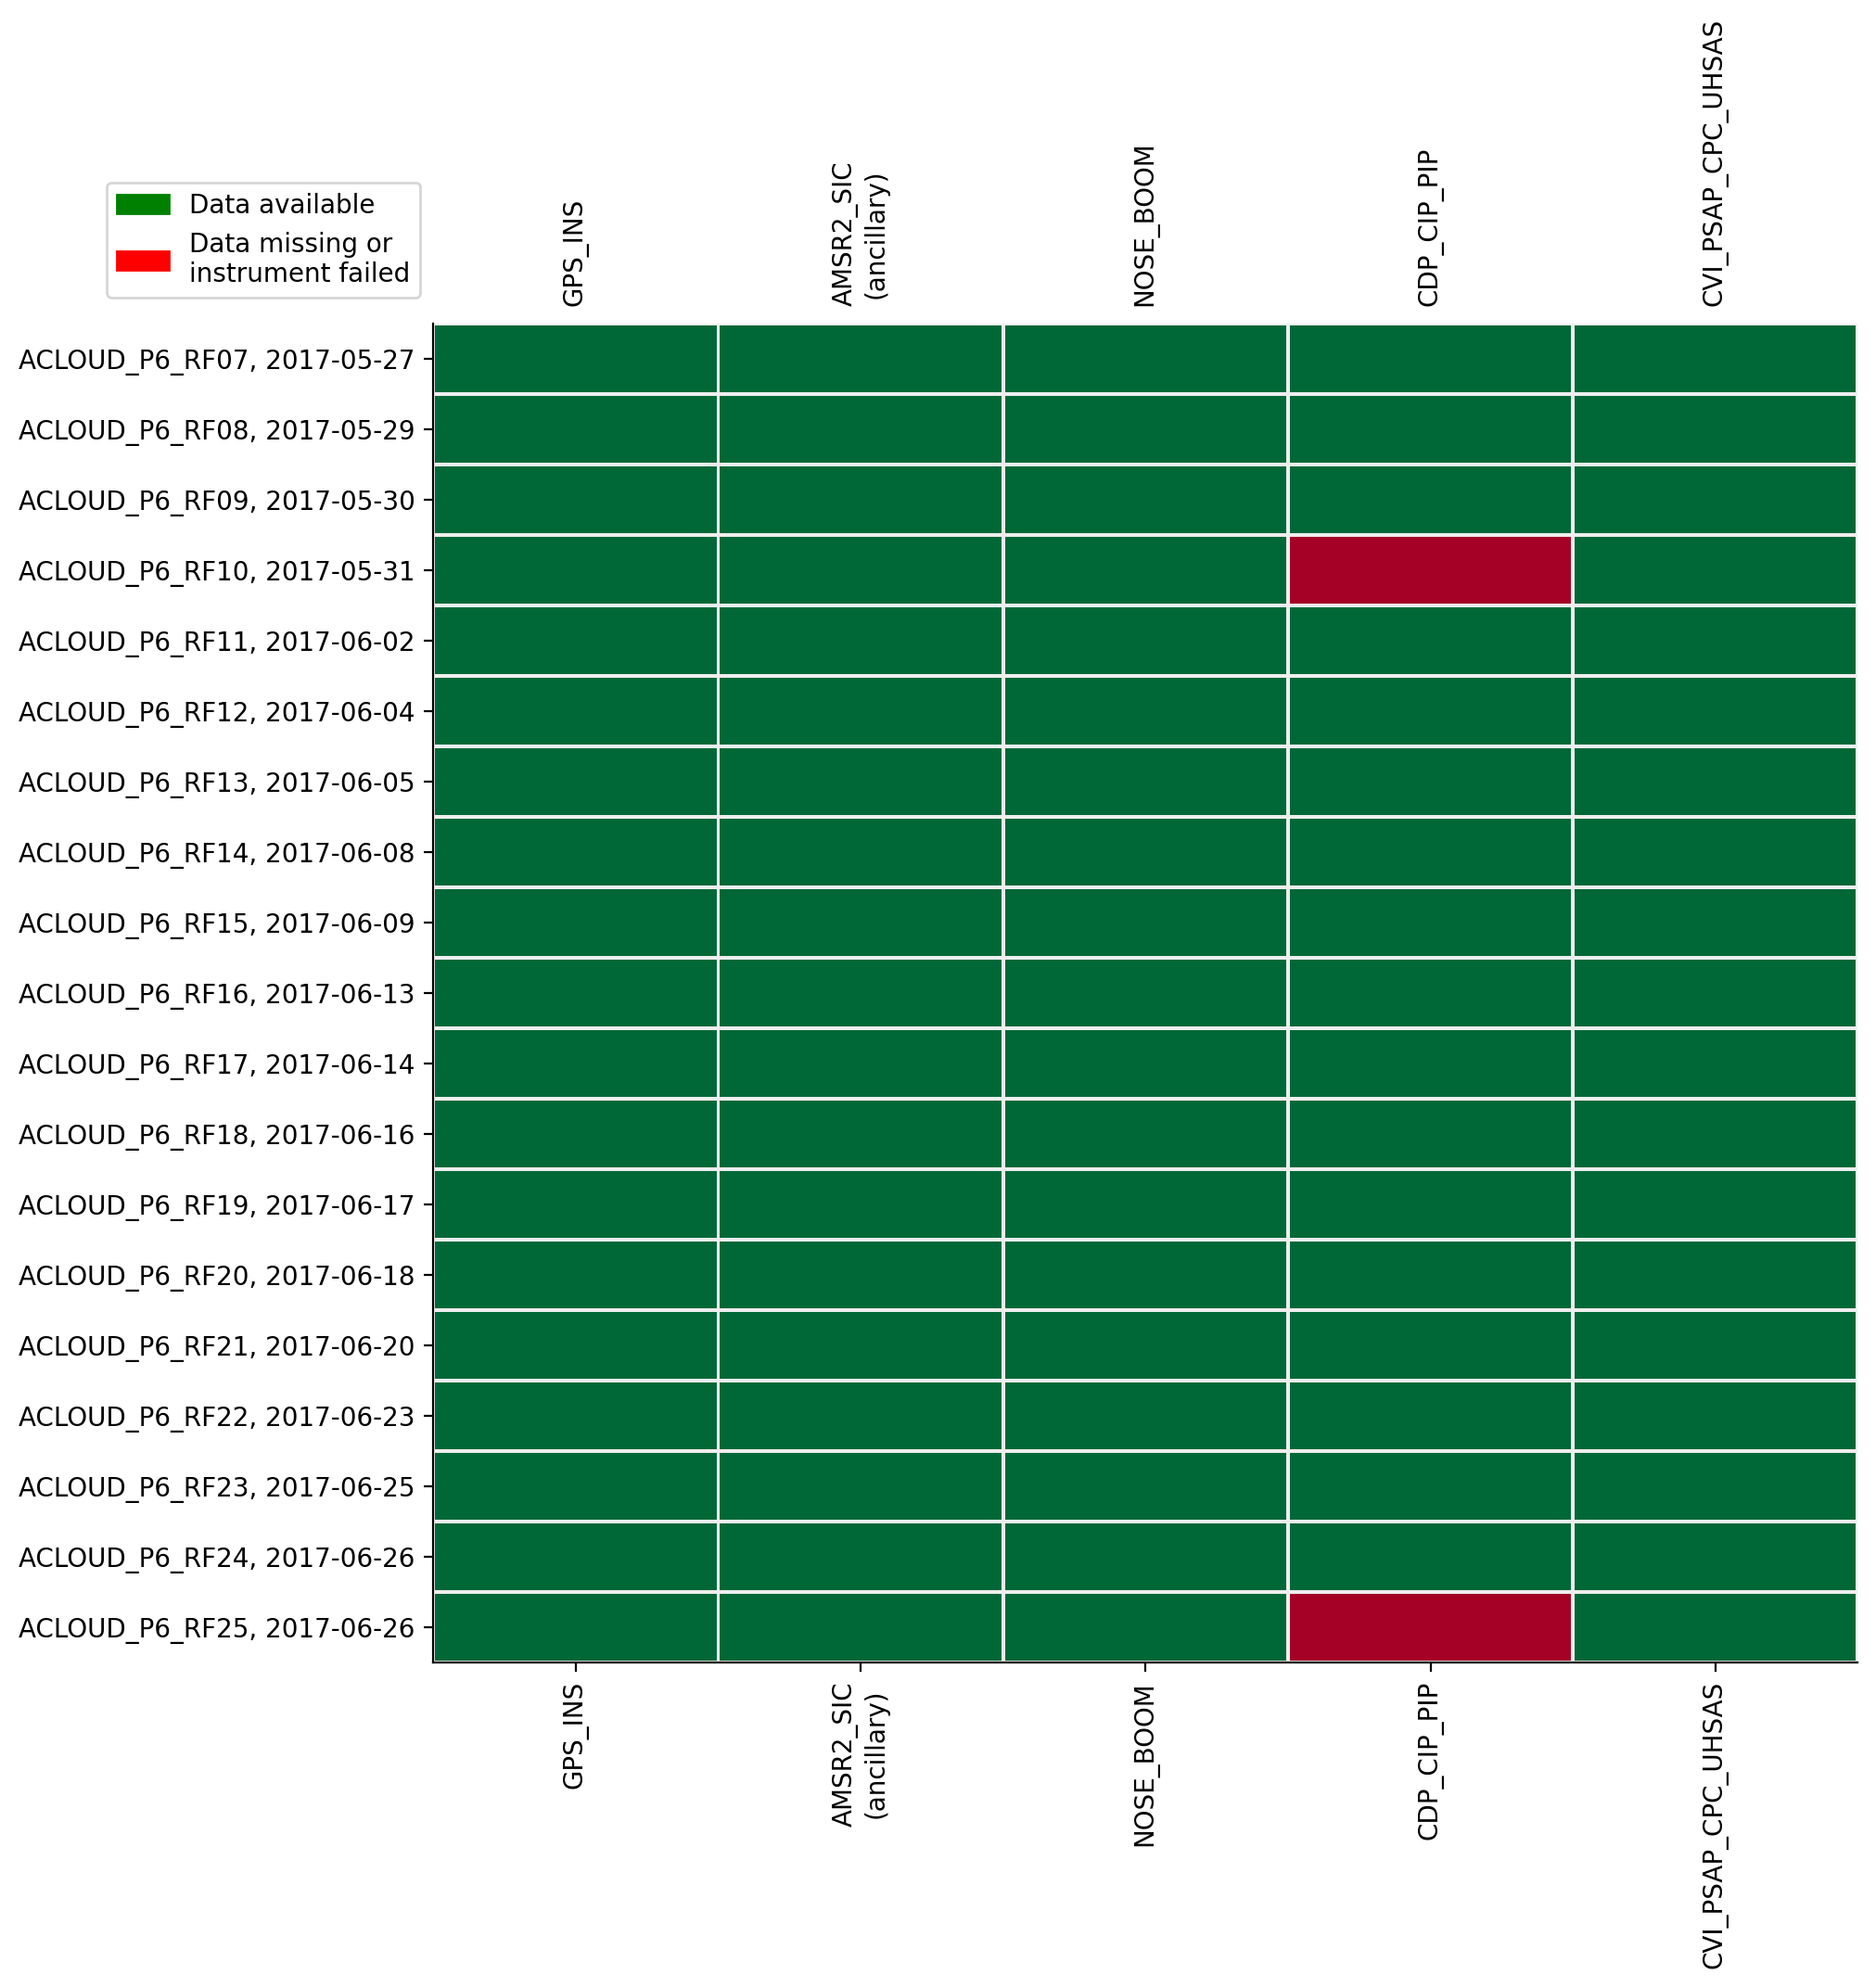 Data available
Data missing or
instrument failed
GPS_INS
AMSR2_SIC
(ancillary)
NOSE_BOOM
CDP_CIP_PIP
CVI_PSAP_CPC_UHSAS
ACLOUD_P6_RF07, 2017-05-27
ACLOUD_P6_RF08, 2017-05-29
ACLOUD_P6_RF09, 2017-05-30
ACLOUD_P6_RF10, 2017-05-31
ACLOUD_P6_RF11, 2017-06-02
ACLOUD_P6_RF12, 2017-06-04
ACLOUD_P6_RF13, 2017-06-05
ACLOUD_P6_RF14, 2017-06-08
ACLOUD_P6_RF15, 2017-06-09
ACLOUD_P6_RF16, 2017-06-13
ACLOUD_P6_RF17, 2017-06-14
ACLOUD_P6_RF18, 2017-06-16
ACLOUD_P6_RF19, 2017-06-17
ACLOUD_P6_RF20, 2017-06-18
ACLOUD_P6_RF21, 2017-06-20
ACLOUD_P6_RF22, 2017-06-23
ACLOUD_P6_RF23, 2017-06-25
ACLOUD_P6_RF24, 2017-06-26
ACLOUD_P6_RF25, 2017-06-26
GPS_INS
AMSR2_SIC
(ancillary)
NOSE_BOOM
CDP_CIP_PIP
CVI_PSAP_CPC_UHSAS